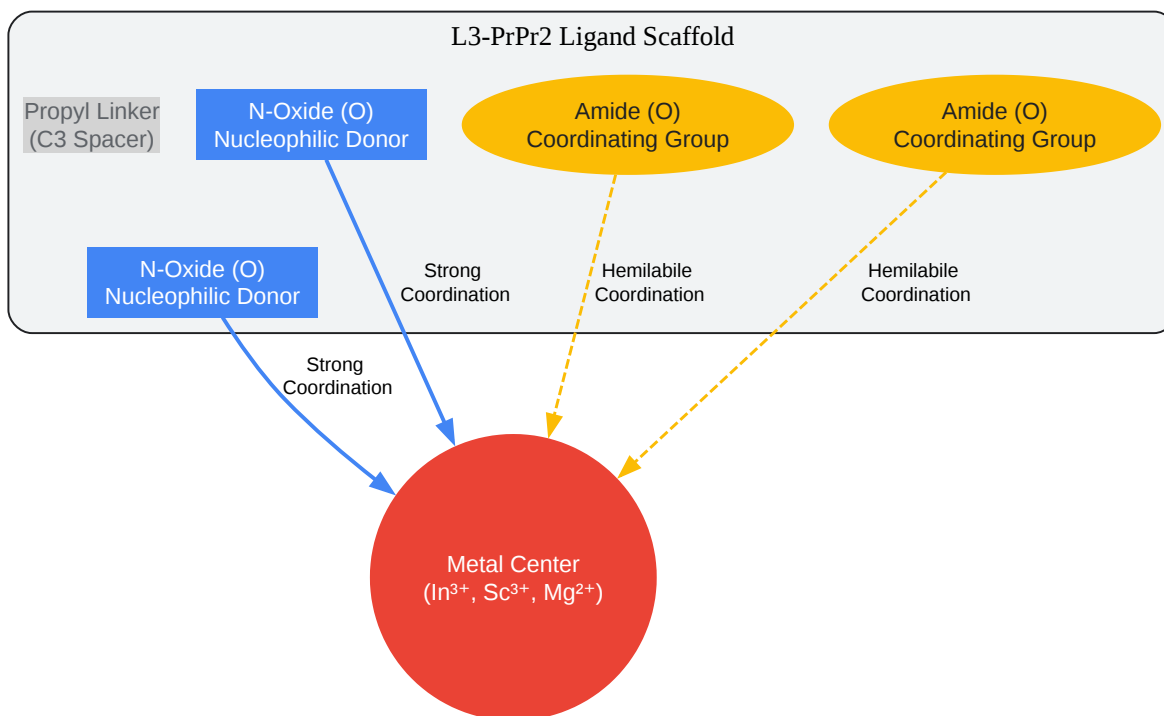 L3-PrPr2 Ligand Scaffold
Propyl Linker
(C3 Spacer)
N-Oxide (O)
Nucleophilic Donor
Amide (O)
Coordinating Group
Amide (O)
Coordinating Group
N-Oxide (O)
Nucleophilic Donor
Strong
Coordination
Hemilabile
Coordination
Hemilabile
Coordination
Strong
Coordination
Metal Center
(In³⁺, Sc³⁺, Mg²⁺)